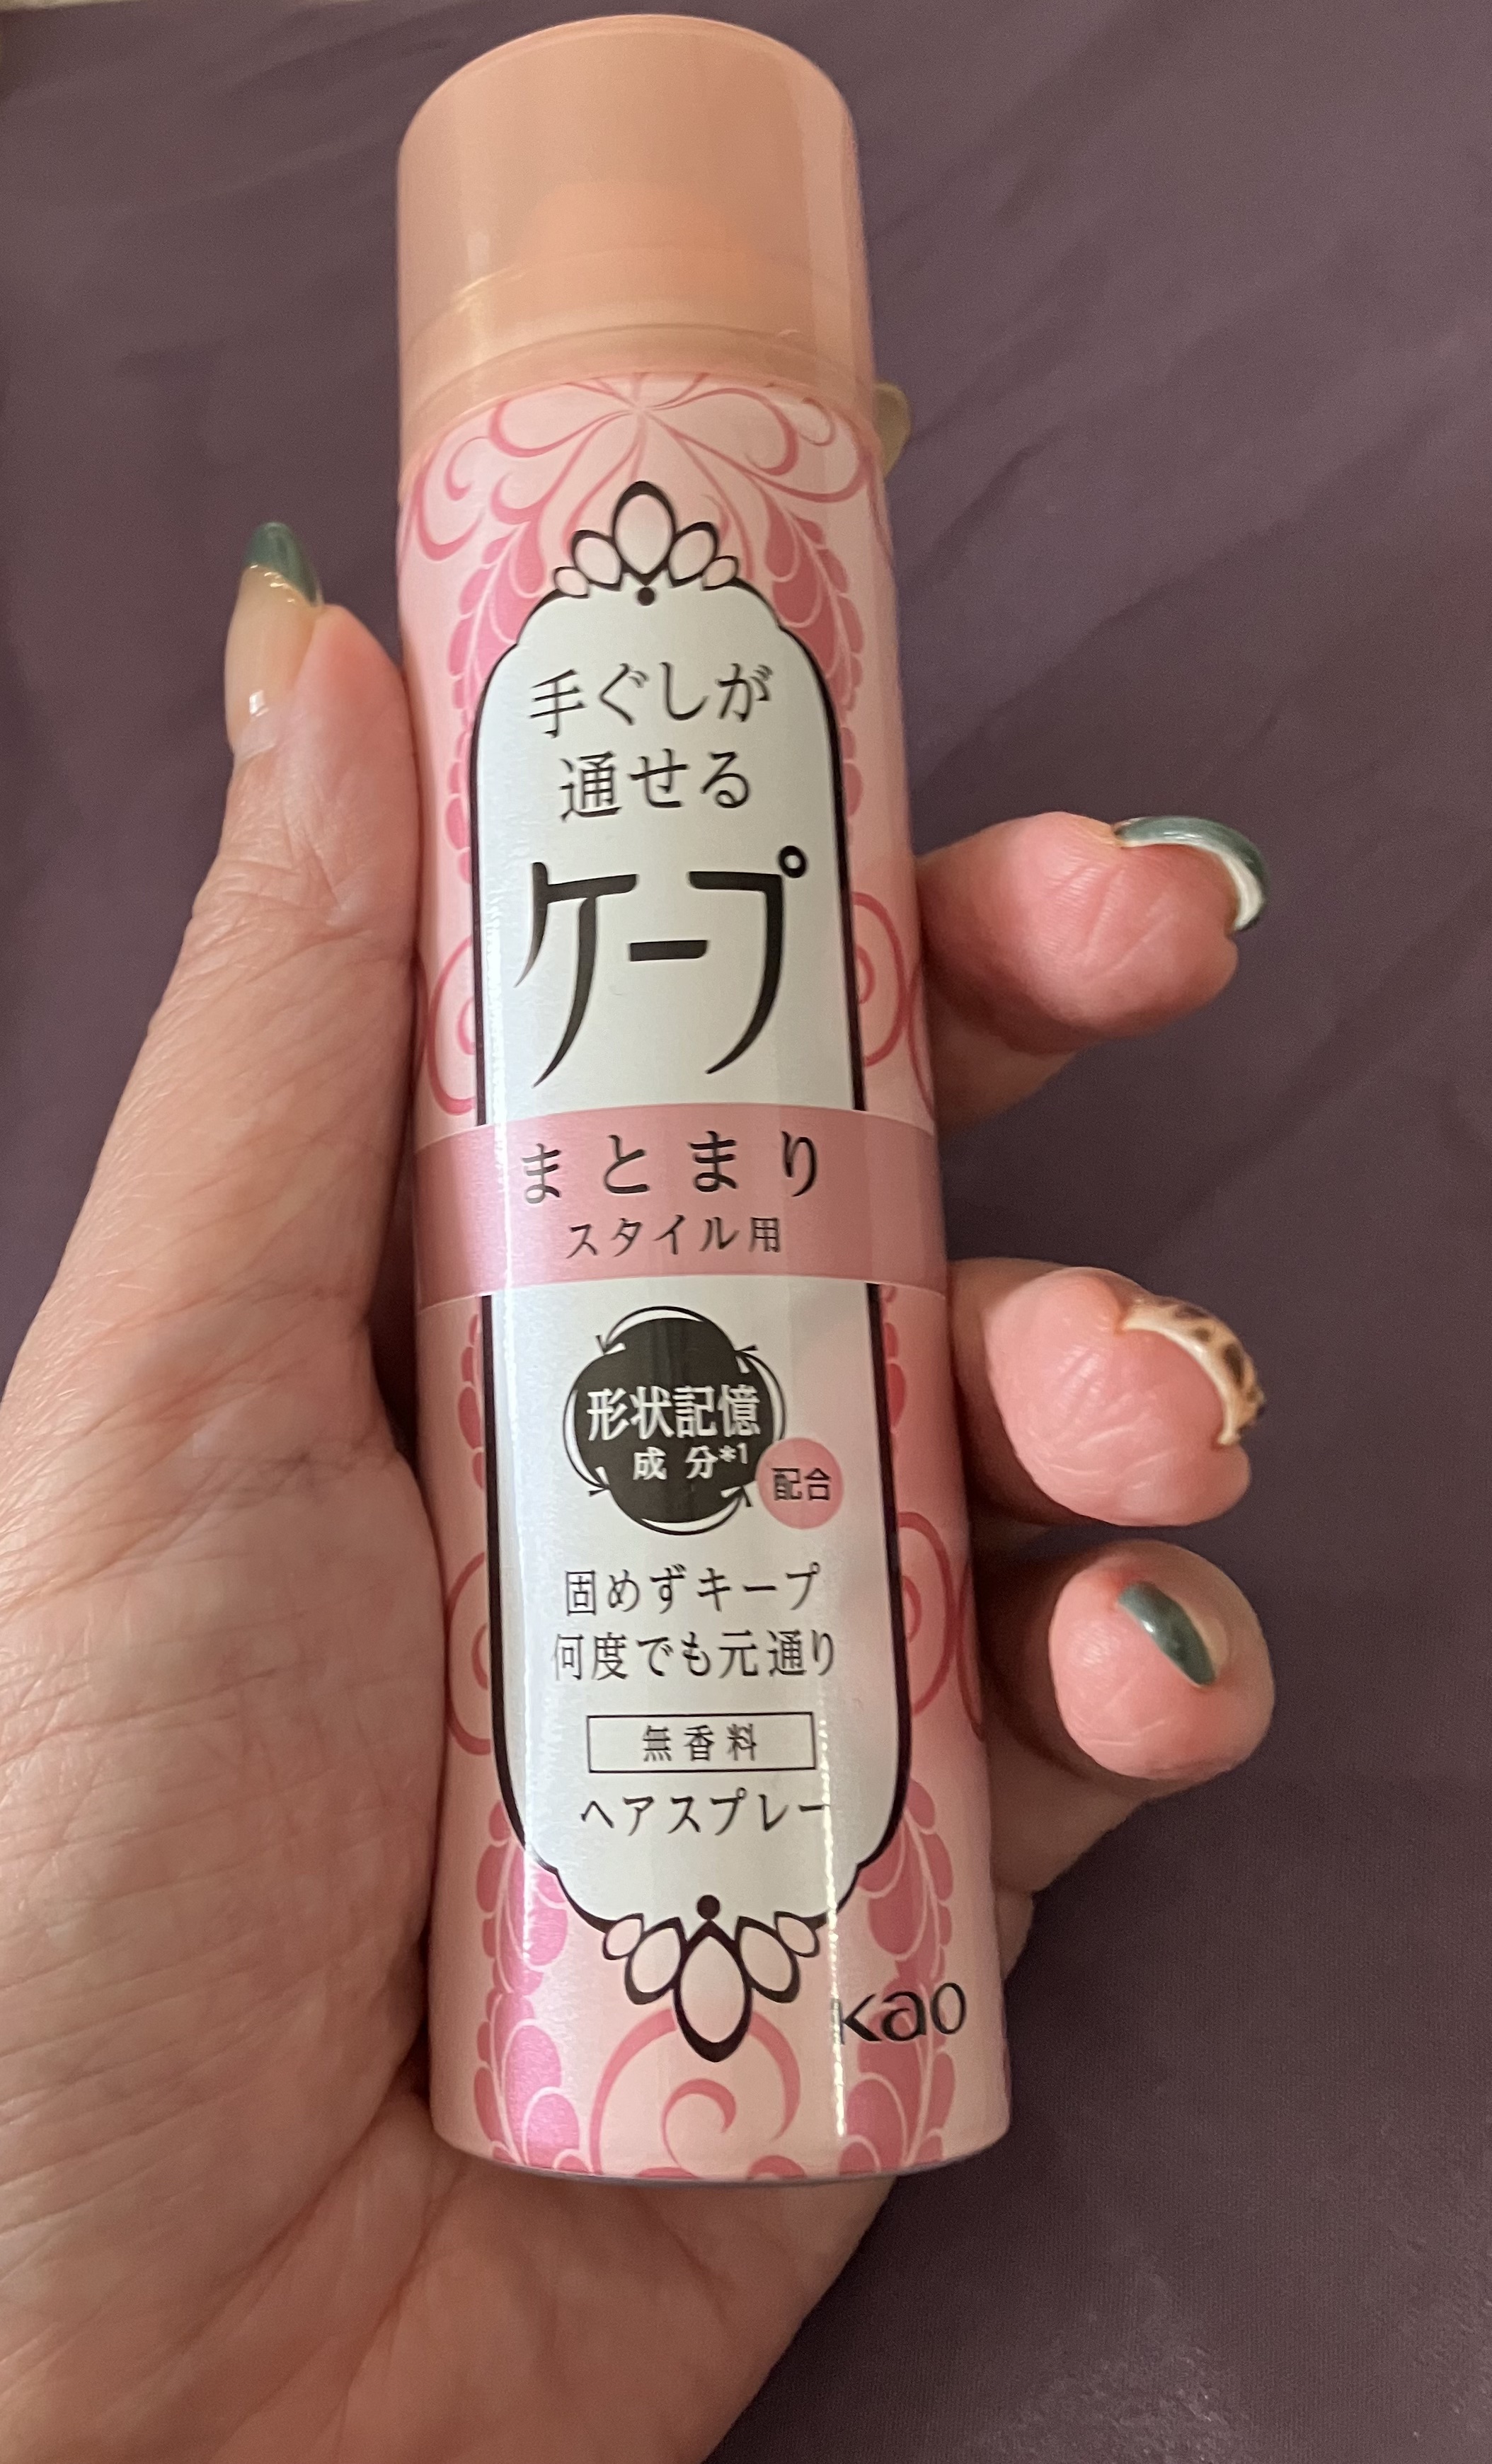 手ぐしが
通せる
ケープ
まとまり
スタイル用
形状記憶
成分*1
配合
固めずキープ
何度でも元通り
無香料
ヘアスプレー
kao